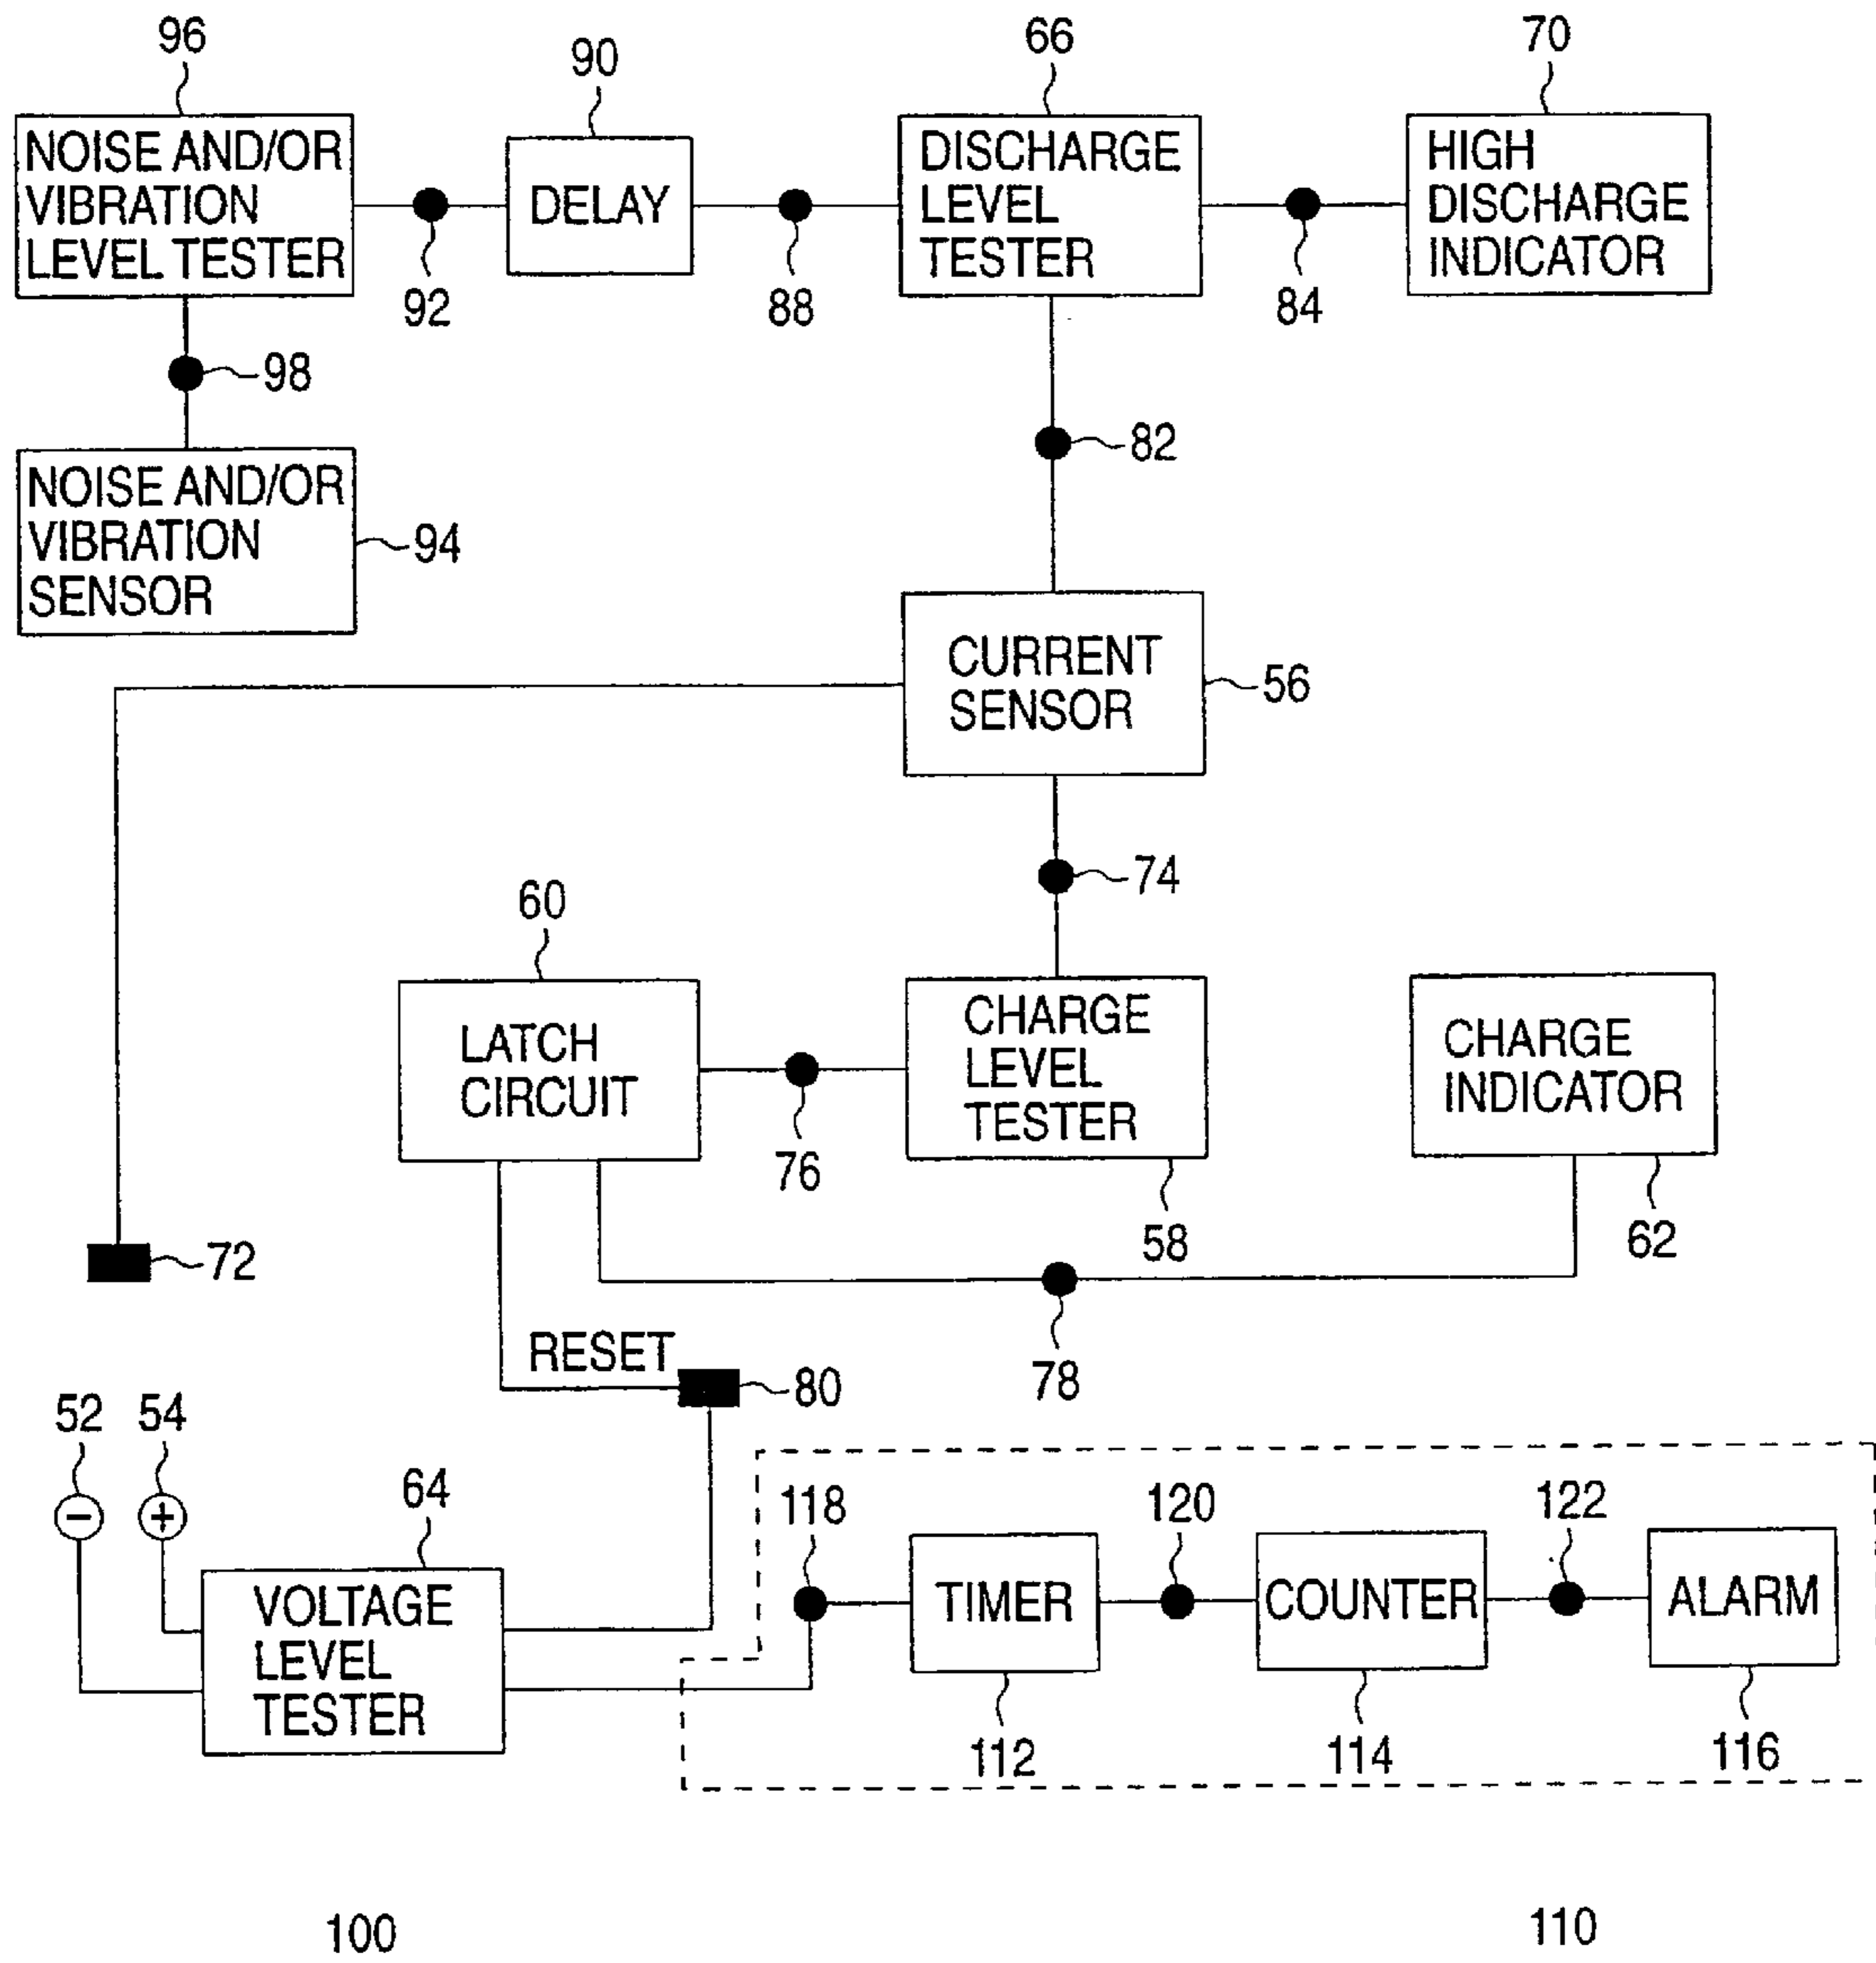 96
90
66
70
NOISE AND/OR
VIBRATION
LEVEL TESTER
DELAY
DISCHARGE
LEVEL
TESTER
HIGH
DISCHARGE
INDICATOR
92
88
84
98
82
NOISE AND/OR
VIBRATION
SENSOR
94
CURRENT
SENSOR
56
74
60
LATCH
CIRCUIT
CHARGE
LEVEL
TESTER
CHARGE
INDICATOR
76
58
62
72
78
RESET
80
52
54
64
118
120
122
−
+
VOLTAGE
LEVEL
TESTER
TIMER
COUNTER
ALARM
112
114
116
100
110